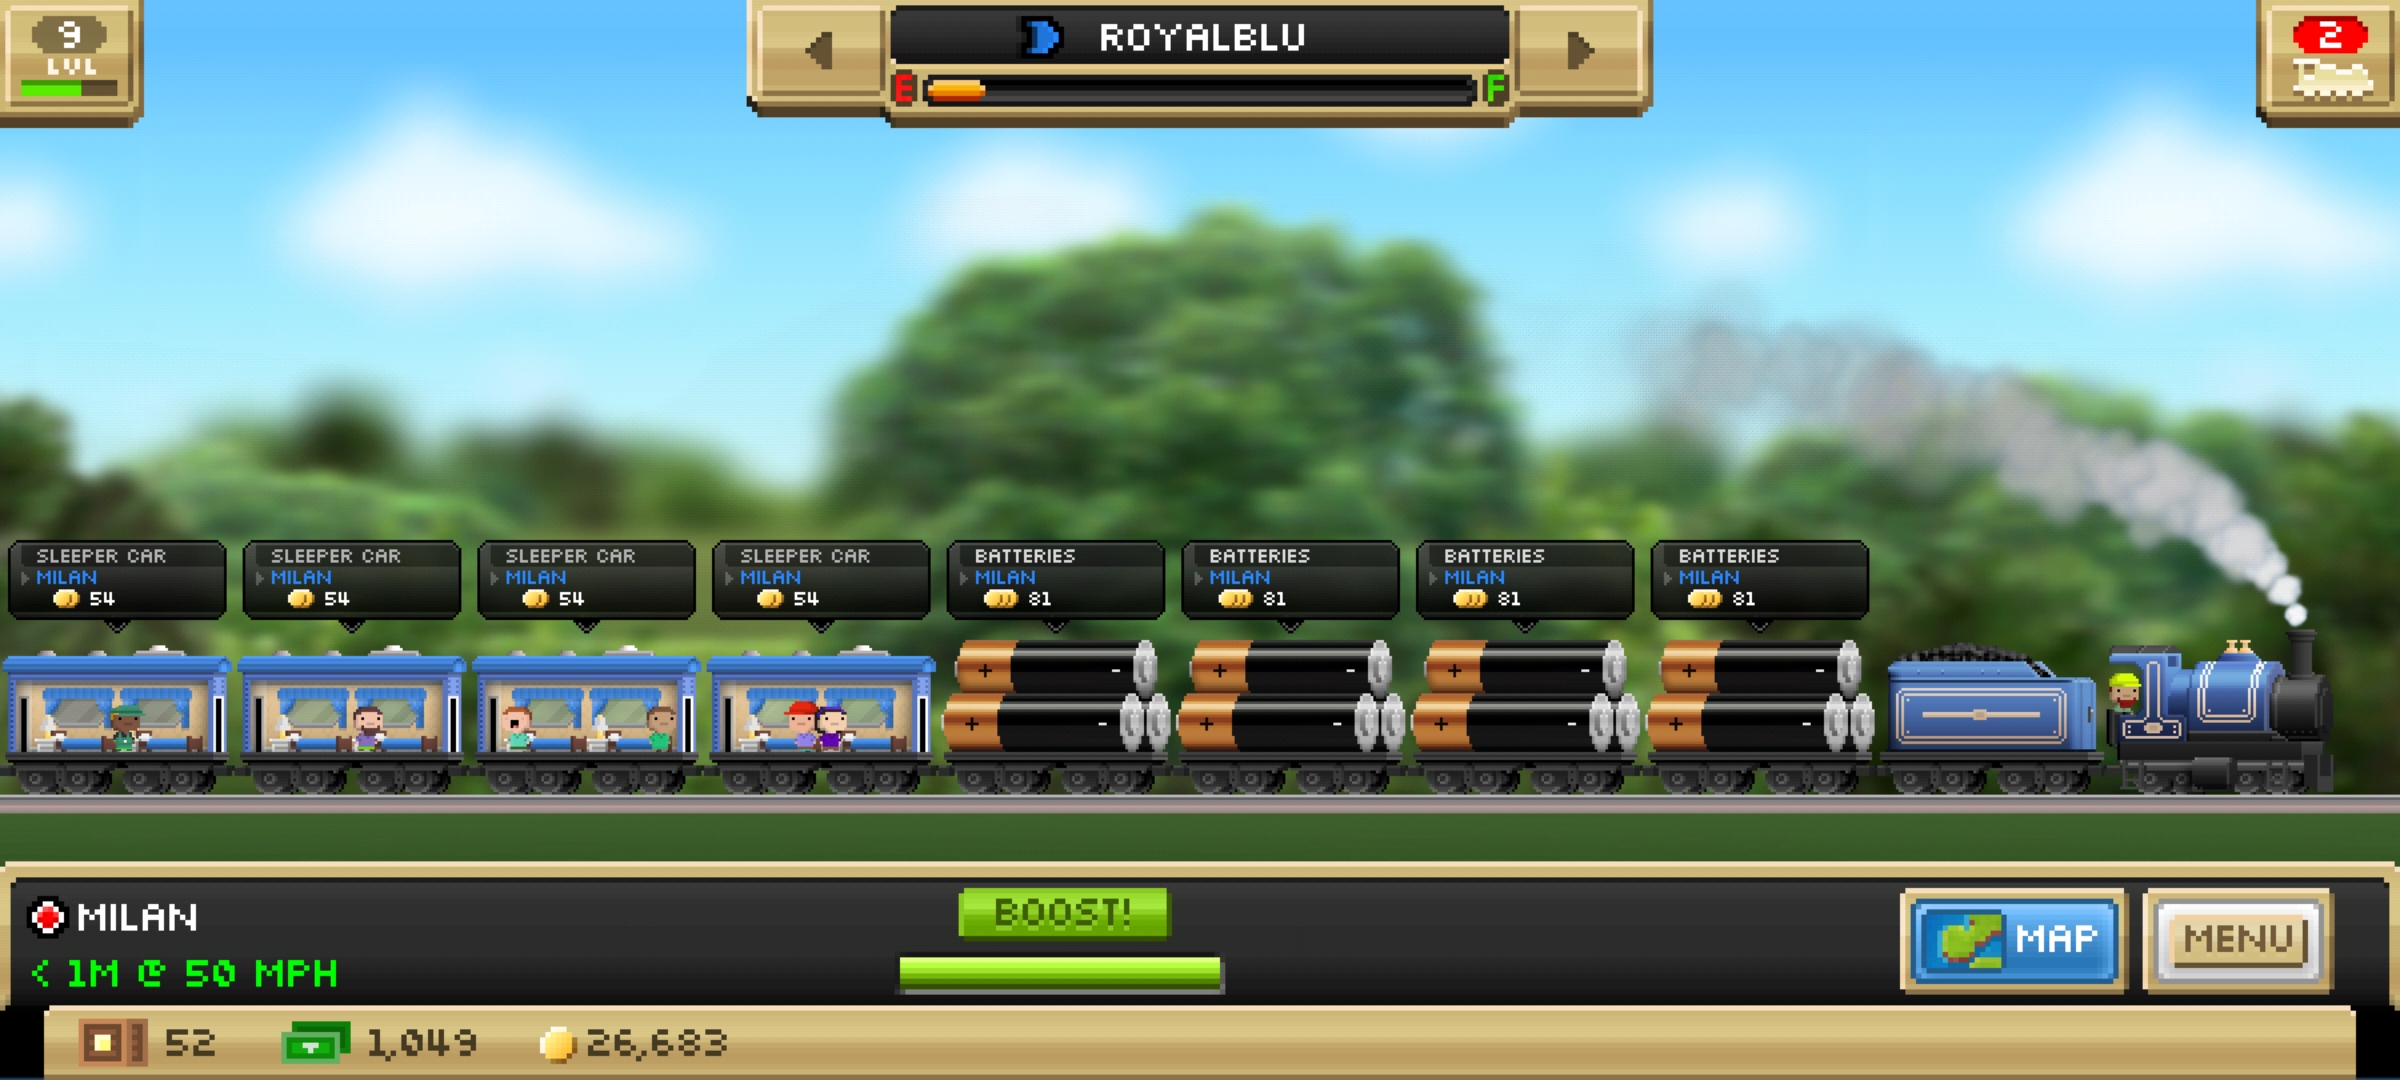 9
LVL
ROYALBLU
E F
2
SLEEPER CAR
MILAN
54
SLEEPER CAR
MILAN
54
SLEEPER CAR
MILAN
54
SLEEPER CAR
MILAN
54
BATTERIES
MILAN
81
BATTERIES
MILAN
81
BATTERIES
MILAN
81
BATTERIES
MILAN
81
+ -
+ -
+ -
+ -
+ -
+ -
+ -
+ -
MILAN
< 1M @ 50 MPH
BOOST!
MAP
MENU
52
1,049
26,683